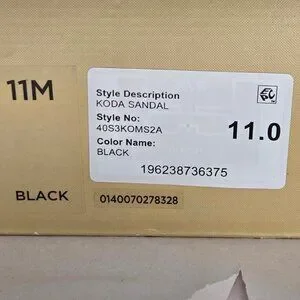 11M
Style Description
KODA SANDAL
Style No:
40S3KOMS2A
11.0
Color Name:
BLACK
196238736375
BLACK
0140070278328